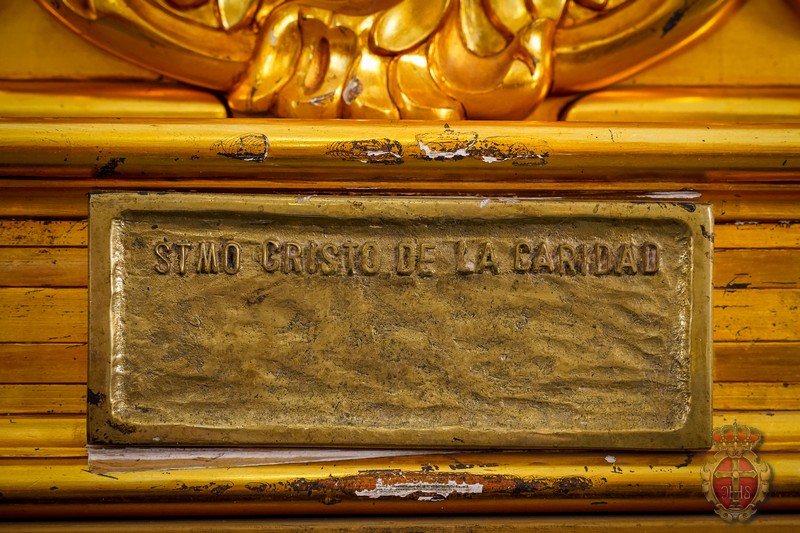 STMO CRISTO DE LA CARIDAD